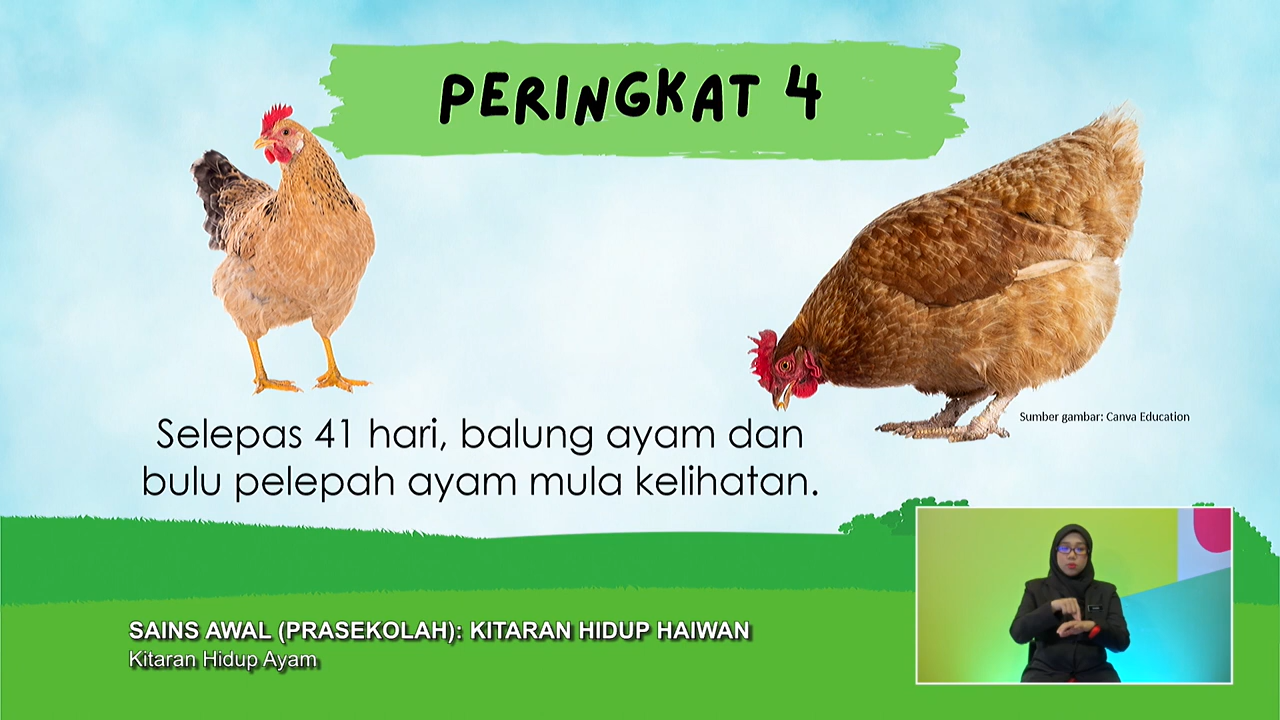 PERINGKAT 4
Selepas 41 hari, balung ayam dan
bulu pelepah ayam mula kelihatan.
Sumber gambar: Canva Education
SAINS AWAL (PRASEKOLAH): KITARAN HIDUP HAIWAN
Kitaran Hidup Ayam